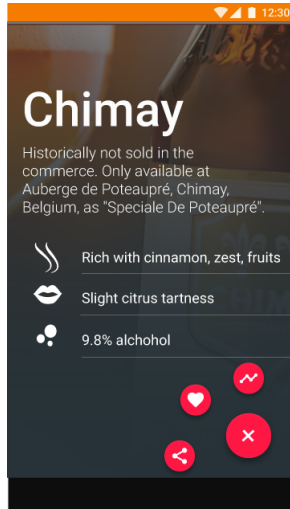 12:30
Chimay
Historically not sold in the
commerce. Only available at
Auberge de Poteaupré, Chimay,
Belgium, as "Speciale De Poteaupré".
Rich with cinnamon, zest, fruits
Slight citrus tartness
9.8% alchohol